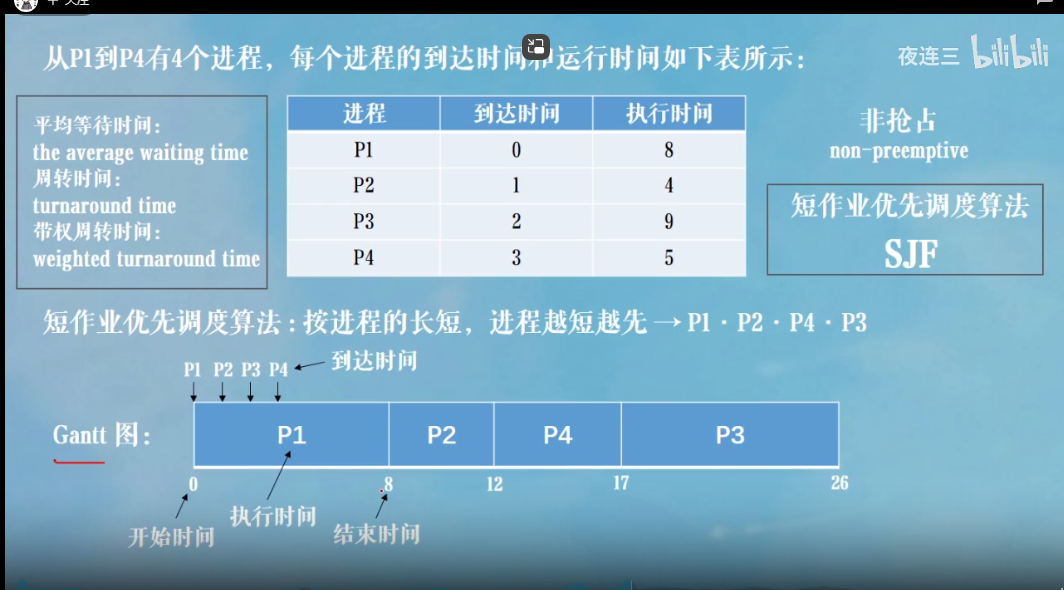 从P1到P4有4个进程，每个进程的到达时间和运行时间如下表所示：
夜连三 bilibili
平均等待时间：
the average waiting time
周转时间：
turnaround time
带权周转时间：
weighted turnaround time
进程 到达时间 执行时间
P1 0 8
P2 1 4
P3 2 9
P4 3 5
非抢占
non-preemptive
短作业优先调度算法
SJF
短作业优先调度算法：按进程的长短，进程越短越先→P1·P2·P4·P3
P1 P2 P3 P4 到达时间
Gantt 图：
P1 P2 P4 P3
0 8 12 17 26
开始时间 执行时间 结束时间